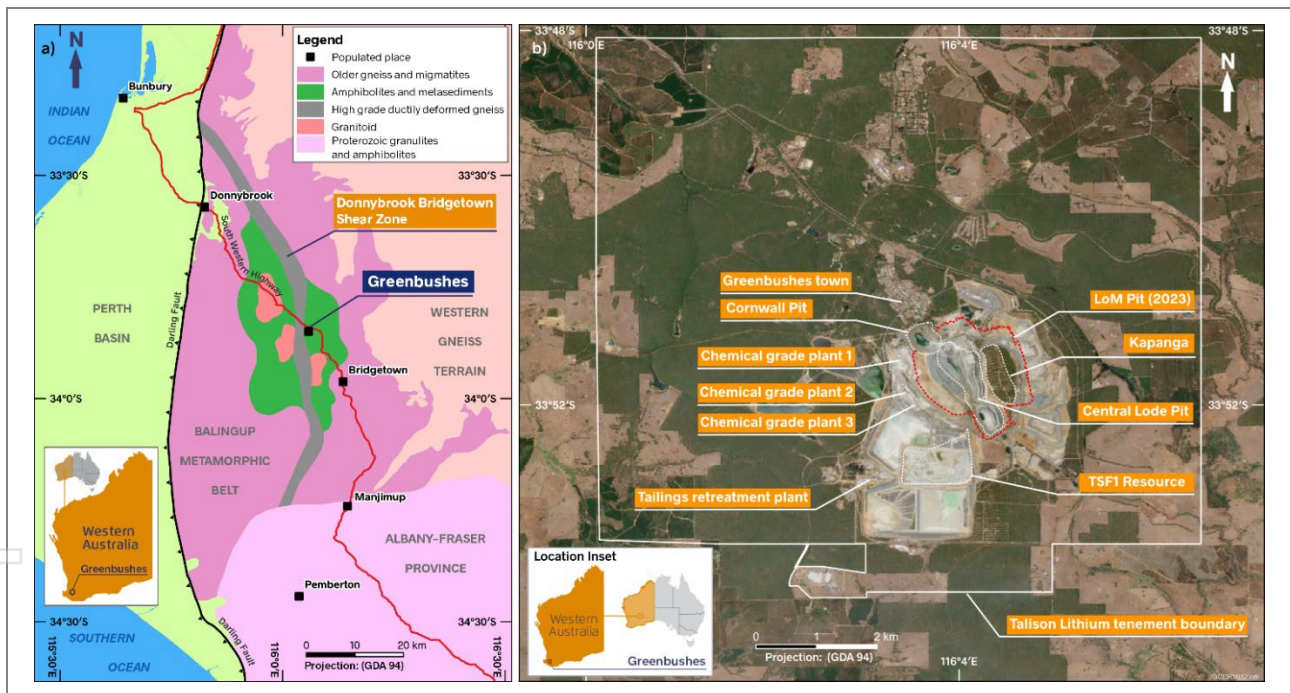 a)
N
Bunbury
INDIAN
OCEAN
Legend
Populated place
Older gneiss and migmatites
Amphibolites and metasediments
High grade ductily deformed gneiss
Granitoid
Proterozoic granulites
and amphibolites
33°30'S
33°30'S
Donnybrook
Donnybrook Bridgetown
Shear Zone
South Western Highway
Greenbushes
PERTH
BASIN
Darling Fault
WESTERN
GNEISS
TERRAIN
Bridgetown
34°0'S
34°0'S
BALINGUP
METAMORPHIC
BELT
Manjimup
ALBANY-FRASER
PROVINCE
Western
Australia
Greenbushes
Pemberton
34°30'S
34°30'S
Darling Fault
SOUTHERN
OCEAN
0 10 20 km
Projection: (GDA 94)
115°30'E
116°0'E
116°30'E
b)
33°48'S
116°0'E
116°4'E
33°48'S
N
Greenbushes town
Cornwall Pit
Chemical grade plant 1
Chemical grade plant 2
Chemical grade plant 3
Tailings retreatment plant
LoM Pit (2023)
Kapanga
Central Lode Pit
TSF1 Resource
33°52'S
33°52'S
Location Inset
Western
Australia
Greenbushes
0 1 2 km
Projection: (GDA 94)
116°4'E
Talison Lithium tenement boundary